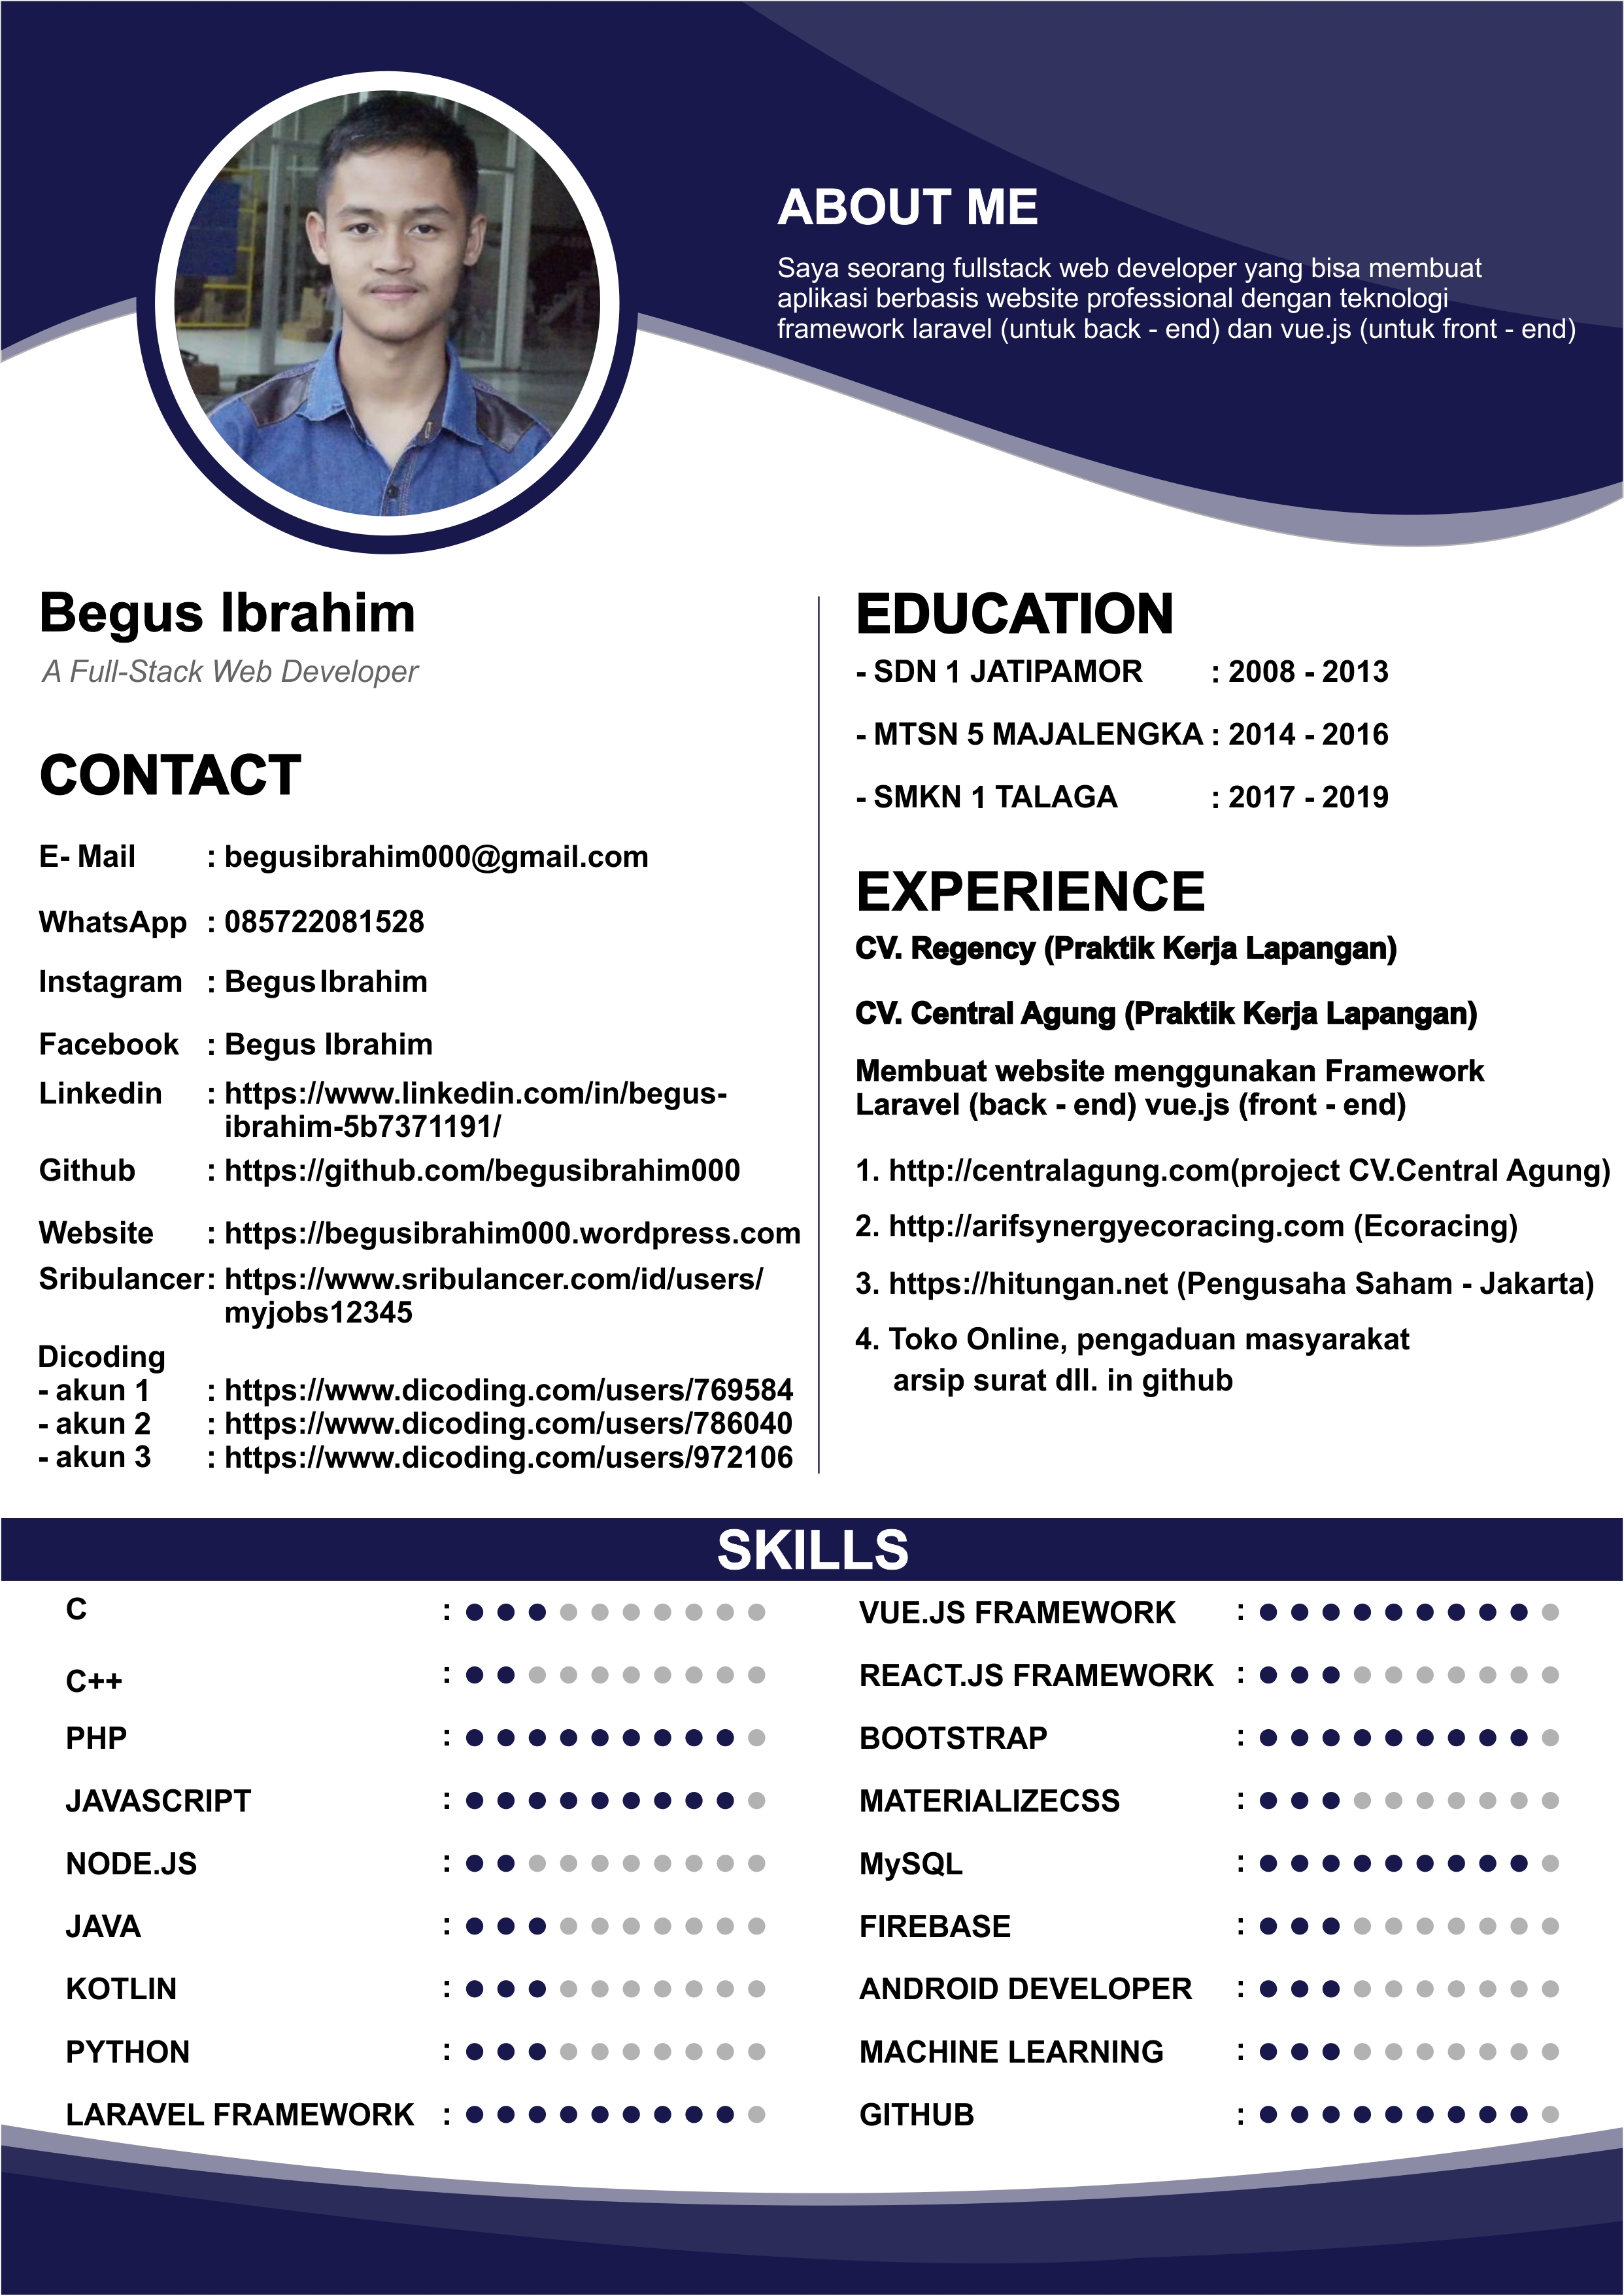 ABOUT ME
Saya seorang fullstack web developer yang bisa membuat
aplikasi berbasis website professional dengan teknologi
framework laravel (untuk back - end) dan vue.js (untuk front - end)
Begus Ibrahim
A Full-Stack Web Developer
CONTACT
E- Mail : begusibrahim000@gmail.com
WhatsApp : 085722081528
Instagram : Begus Ibrahim
Facebook : Begus Ibrahim
Linkedin : https://www.linkedin.com/in/begus-
ibrahim-5b7371191/
Github : https://github.com/begusibrahim000
Website : https://begusibrahim000.wordpress.com
Sribulancer : https://www.sribulancer.com/id/users/
myjobs12345
Dicoding
- akun 1 : https://www.dicoding.com/users/769584
- akun 2 : https://www.dicoding.com/users/786040
- akun 3 : https://www.dicoding.com/users/972106
EDUCATION
- SDN 1 JATIPAMOR : 2008 - 2013
- MTSN 5 MAJALENGKA : 2014 - 2016
- SMKN 1 TALAGA : 2017 - 2019
EXPERIENCE
CV. Regency (Praktik Kerja Lapangan)
CV. Central Agung (Praktik Kerja Lapangan)
Membuat website menggunakan Framework
Laravel (back - end) vue.js (front - end)
1. http://centralagung.com(project CV.Central Agung)
2. http://arifsynergyecoracing.com (Ecoracing)
3. https://hitungan.net (Pengusaha Saham - Jakarta)
4. Toko Online, pengaduan masyarakat
arsip surat dll. in github
SKILLS
C :
C++ :
PHP :
JAVASCRIPT :
NODE.JS :
JAVA :
KOTLIN :
PYTHON :
LARAVEL FRAMEWORK :
VUE.JS FRAMEWORK :
REACT.JS FRAMEWORK :
BOOTSTRAP :
MATERIALIZECSS :
MySQL :
FIREBASE :
ANDROID DEVELOPER :
MACHINE LEARNING :
GITHUB :